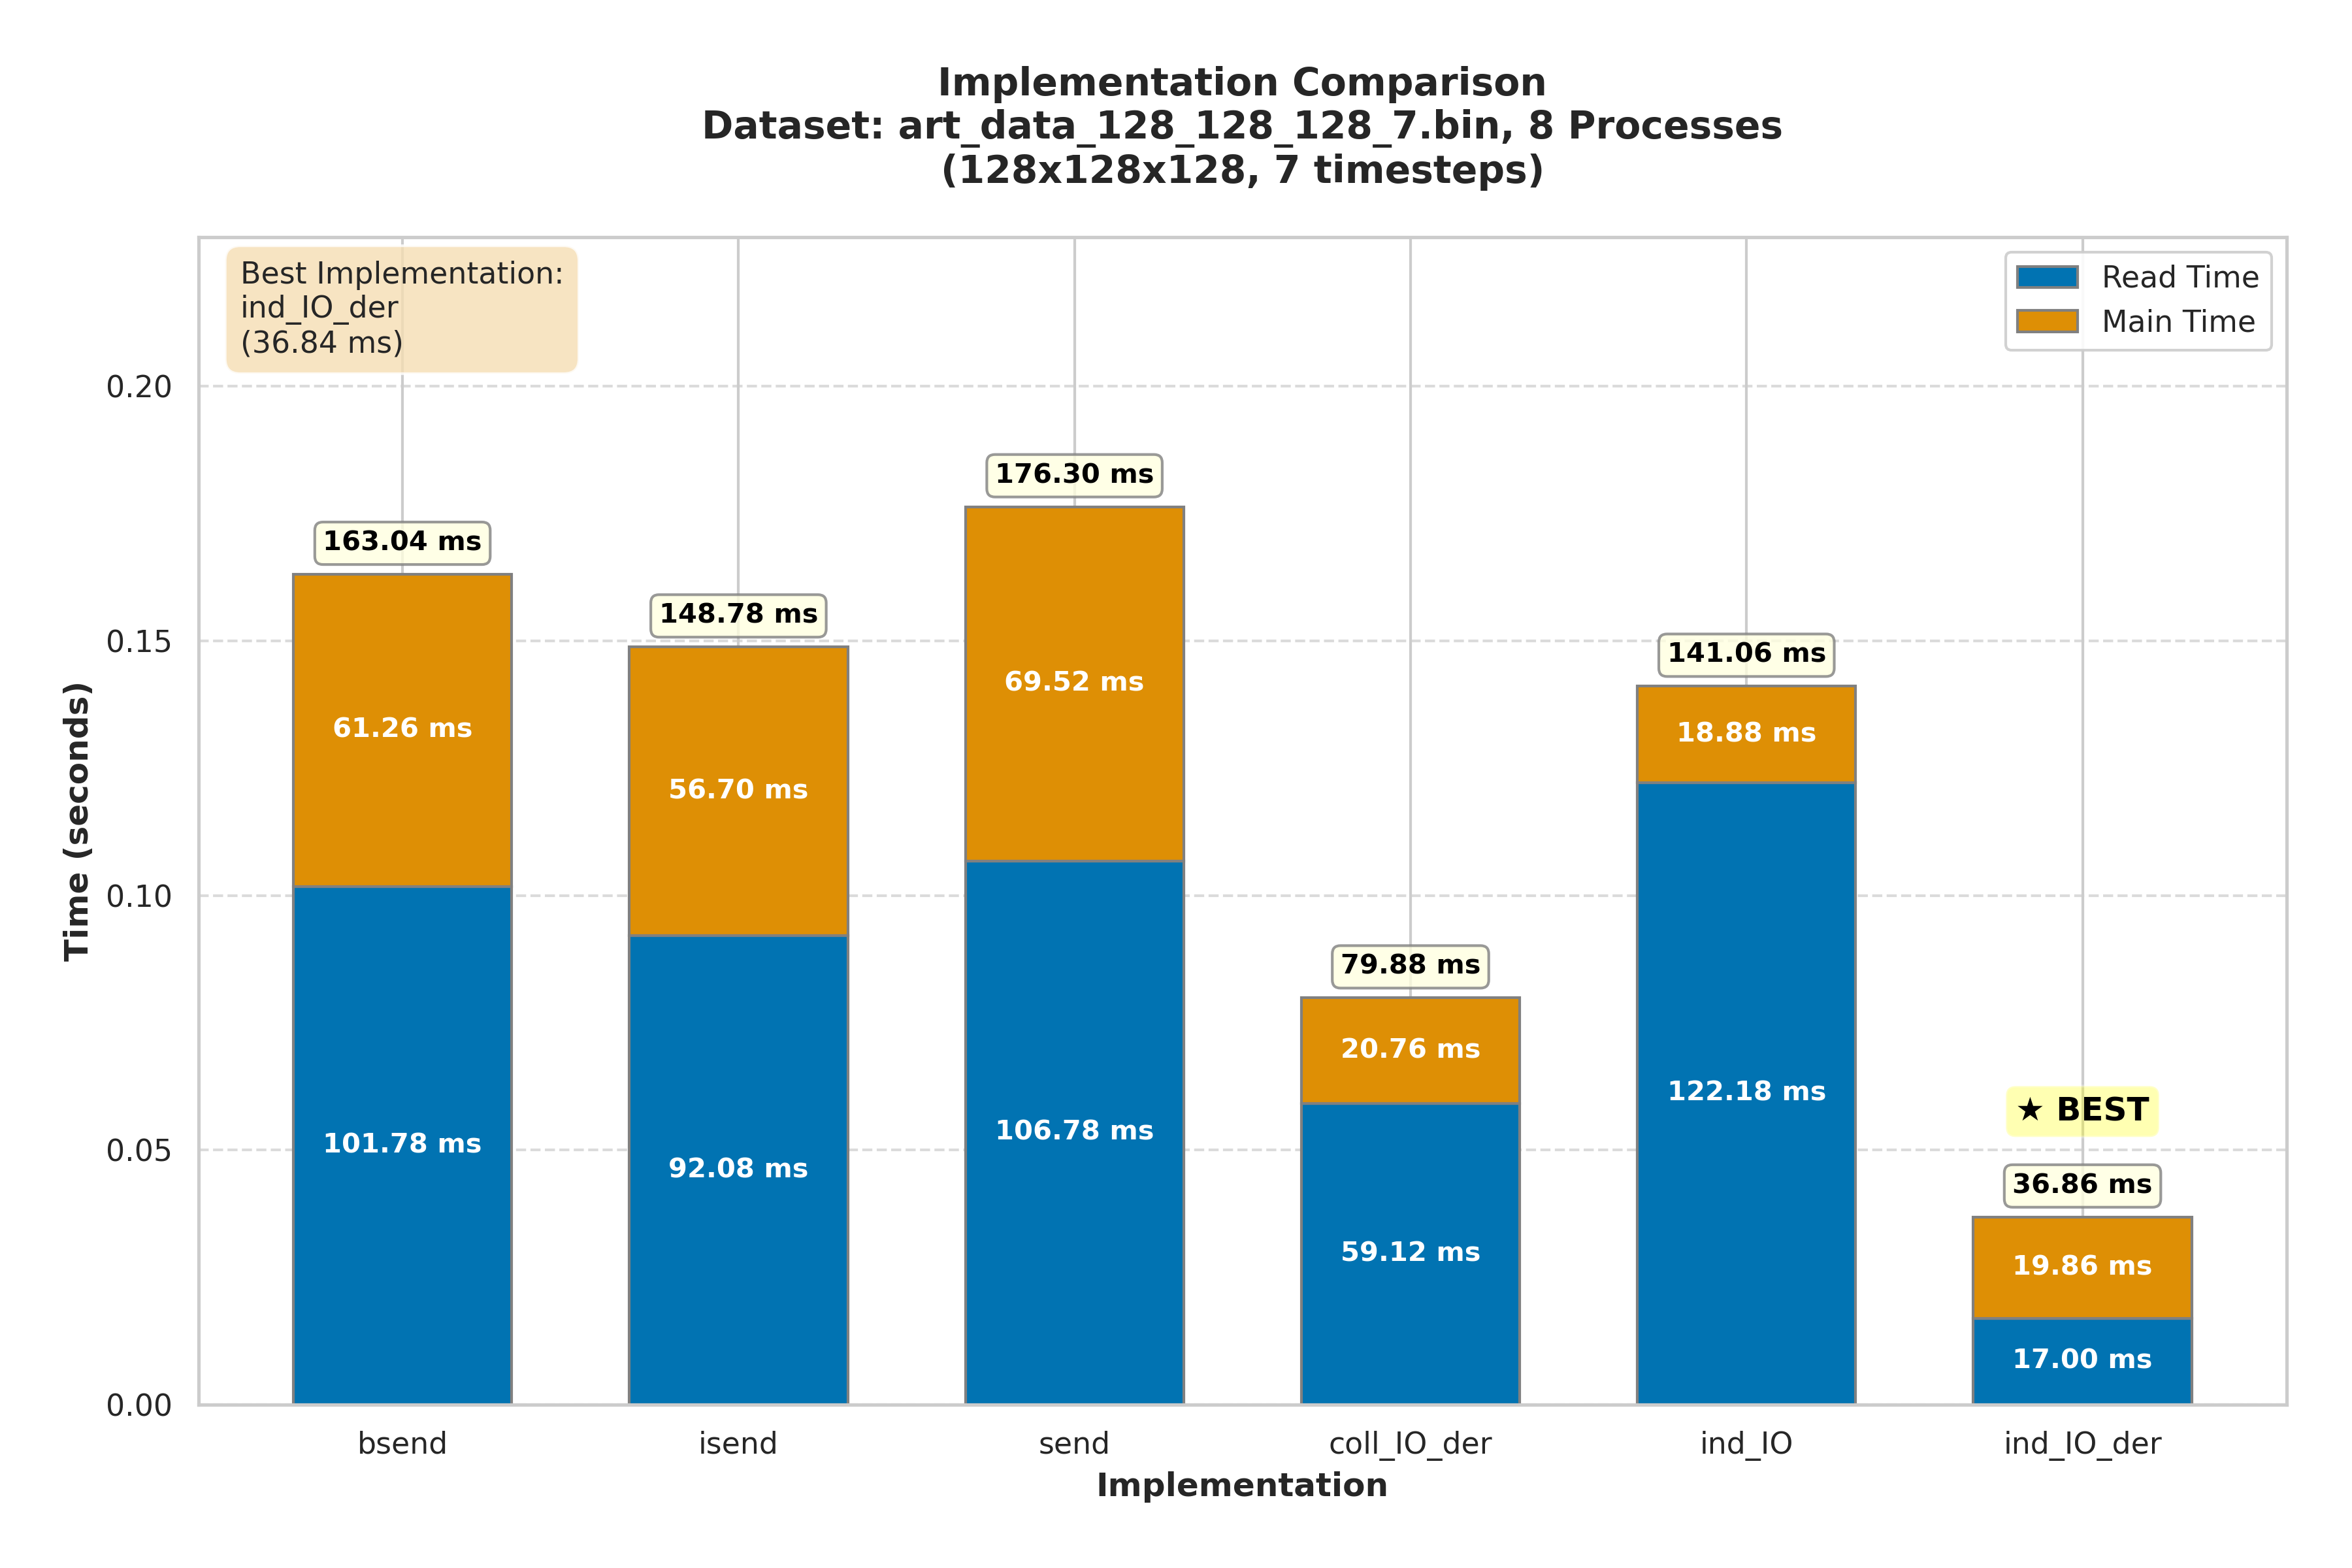 Implementation Comparison
Dataset: art_data_128_128_128_7.bin, 8 Processes
(128x128x128, 7 timesteps)
Best Implementation:
ind_IO_der
(36.84 ms)
Read Time
Main Time
Time (seconds)
0.20
0.15
0.10
0.05
0.00
163.04 ms
61.26 ms
101.78 ms
148.78 ms
56.70 ms
92.08 ms
176.30 ms
69.52 ms
106.78 ms
79.88 ms
20.76 ms
59.12 ms
141.06 ms
18.88 ms
122.18 ms
★ BEST
36.86 ms
19.86 ms
17.00 ms
bsend
isend
send
coll_IO_der
ind_IO
ind_IO_der
Implementation